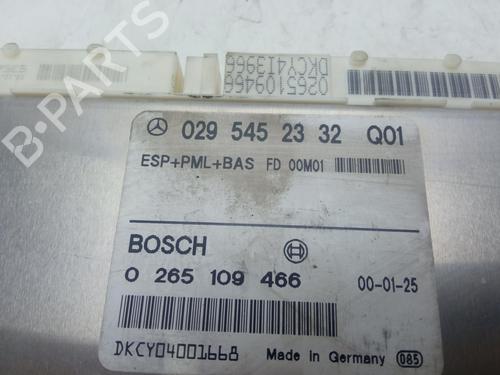 0265109466
DKCY4I3966
029 545 23 32 Q01
ESP+PML+BAS FD 00M01
BOSCH
0 265 109 466 00-01-25
DKCY04001668 Made in Germany 085
B-PARTS